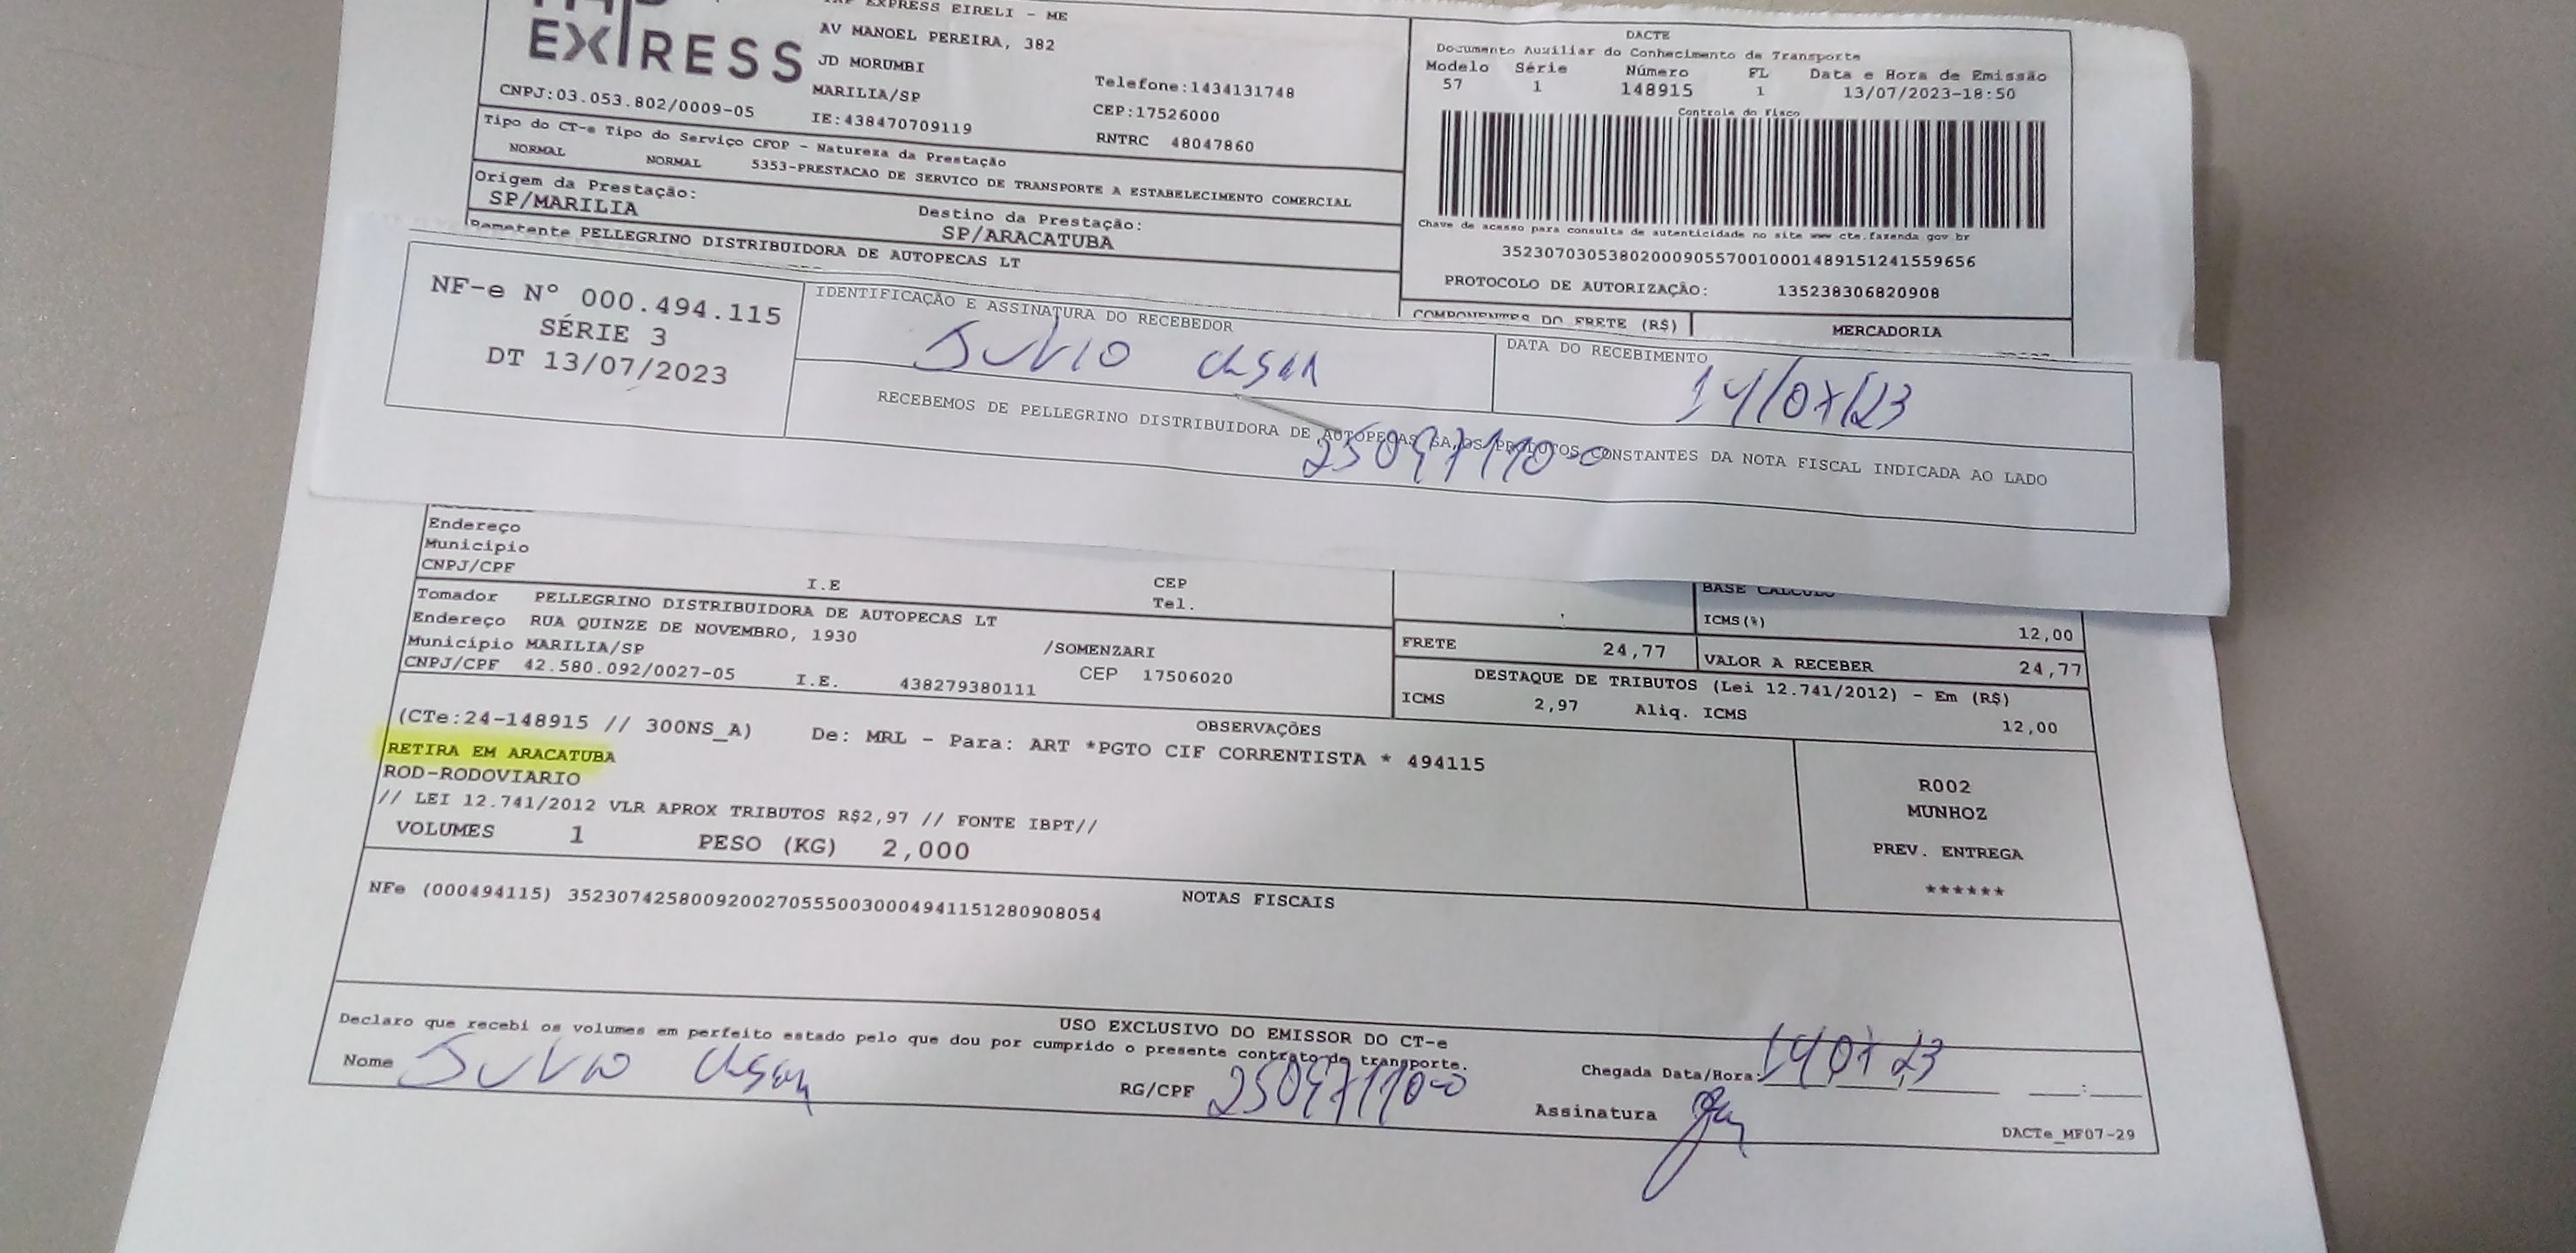 EXPRESS
EXPRESS EIRELI - ME
AV MANOEL PEREIRA, 382
JD MORUMBI
MARILIA/SP
Telefone:1434131748
CEP:17526000
CNPJ:03.053.802/0009-05
IE:438470709119
RNTRC 48047860
Tipo do CT-e Tipo do Serviço CFOP - Natureza da Prestação
NORMAL NORMAL 5353-PRESTACAO DE SERVICO DE TRANSPORTE A ESTABELECIMENTO COMERCIAL
Origem da Prestação:
SP/MARILIA
Destino da Prestação:
SP/ARACATUBA
Remetente PELLEGRINO DISTRIBUIDORA DE AUTOPECAS LT
DACTE
Documento Auxiliar do Conhecimento de Transporte
Modelo Série Número FL Data e Hora de Emissão
57 1 148915 1 13/07/2023-18:50
Controle do Fisco
Chave de acesso para consulta de autenticidade no site www cte.fazenda gov br
35230703053802000905570010001489151241559656
PROTOCOLO DE AUTORIZAÇÃO: 135238306820908
COMPONENTES DO FRETE (R$) MERCADORIA
NF-e Nº 000.494.115
SÉRIE 3
DT 13/07/2023
IDENTIFICAÇÃO E ASSINATURA DO RECEBEDOR
DATA DO RECEBIMENTO
14/07/23
RECEBEMOS DE PELLEGRINO DISTRIBUIDORA DE AUTOPECAS SA, OS PRODUTOS CONSTANTES DA NOTA FISCAL INDICADA AO LADO
Endereço
Município
CNPJ/CPF I.E CEP
Tel.
Tomador PELLEGRINO DISTRIBUIDORA DE AUTOPECAS LT
Endereço RUA QUINZE DE NOVEMBRO, 1930 /SOMENZARI
Município MARILIA/SP CEP 17506020
CNPJ/CPF 42.580.092/0027-05 I.E. 438279380111
BASE CALCULO
ICMS(%) 12,00
FRETE 24,77 VALOR A RECEBER 24,77
DESTAQUE DE TRIBUTOS (Lei 12.741/2012) - Em (R$)
ICMS 2,97 Aliq. ICMS 12,00
OBSERVAÇÕES
(CTe:24-148915 // 300NS_A) De: MRL - Para: ART *PGTO CIF CORRENTISTA * 494115
RETIRA EM ARACATUBA
ROD-RODOVIARIO
// LEI 12.741/2012 VLR APROX TRIBUTOS R$2,97 // FONTE IBPT//
VOLUMES 1 PESO (KG) 2,000
R002
MUNHOZ
PREV. ENTREGA
******
NOTAS FISCAIS
NFe (000494115) 35230742580092002705550030004941151280908054
USO EXCLUSIVO DO EMISSOR DO CT-e
Declaro que recebi os volumes em perfeito estado pelo que dou por cumprido o presente contrato de transporte.
Nome
RG/CPF
Chegada Data/Hora: 14 07 23 :
Assinatura
DACTe_MF07-29